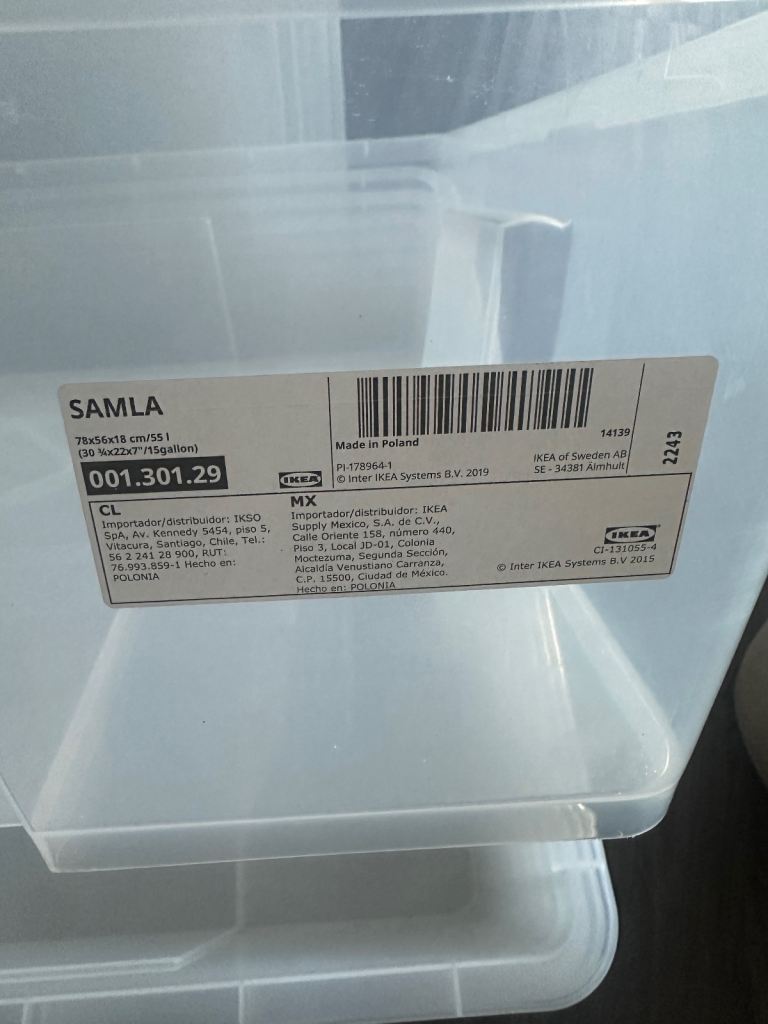 SAMLA
78x56x18 cm/55 l
(30 ¾x22x7"/15gallon)
001.301.29
IKEA
Made in Poland
14139
PI-178964-1
© Inter IKEA Systems B.V. 2019
IKEA of Sweden AB
SE - 34381 Älmhult
2243
CL
Importador/distribuidor: IKSO
SpA, Av. Kennedy 5454, piso 5,
Vitacura, Santiago, Chile, Tel.:
56 2 241 28 900, RUT:
76.993.859-1 Hecho en:
POLONIA
MX
Importador/distribuidor: IKEA
Supply Mexico, S.A. de C.V.,
Calle Oriente 158, número 440,
Piso 3, Local JD-01, Colonia
Moctezuma, Segunda Sección,
Alcaldía Venustiano Carranza,
C.P. 15500, Ciudad de México.
Hecho en: POLONIA
IKEA
CI-131055-4
© Inter IKEA Systems B.V 2015